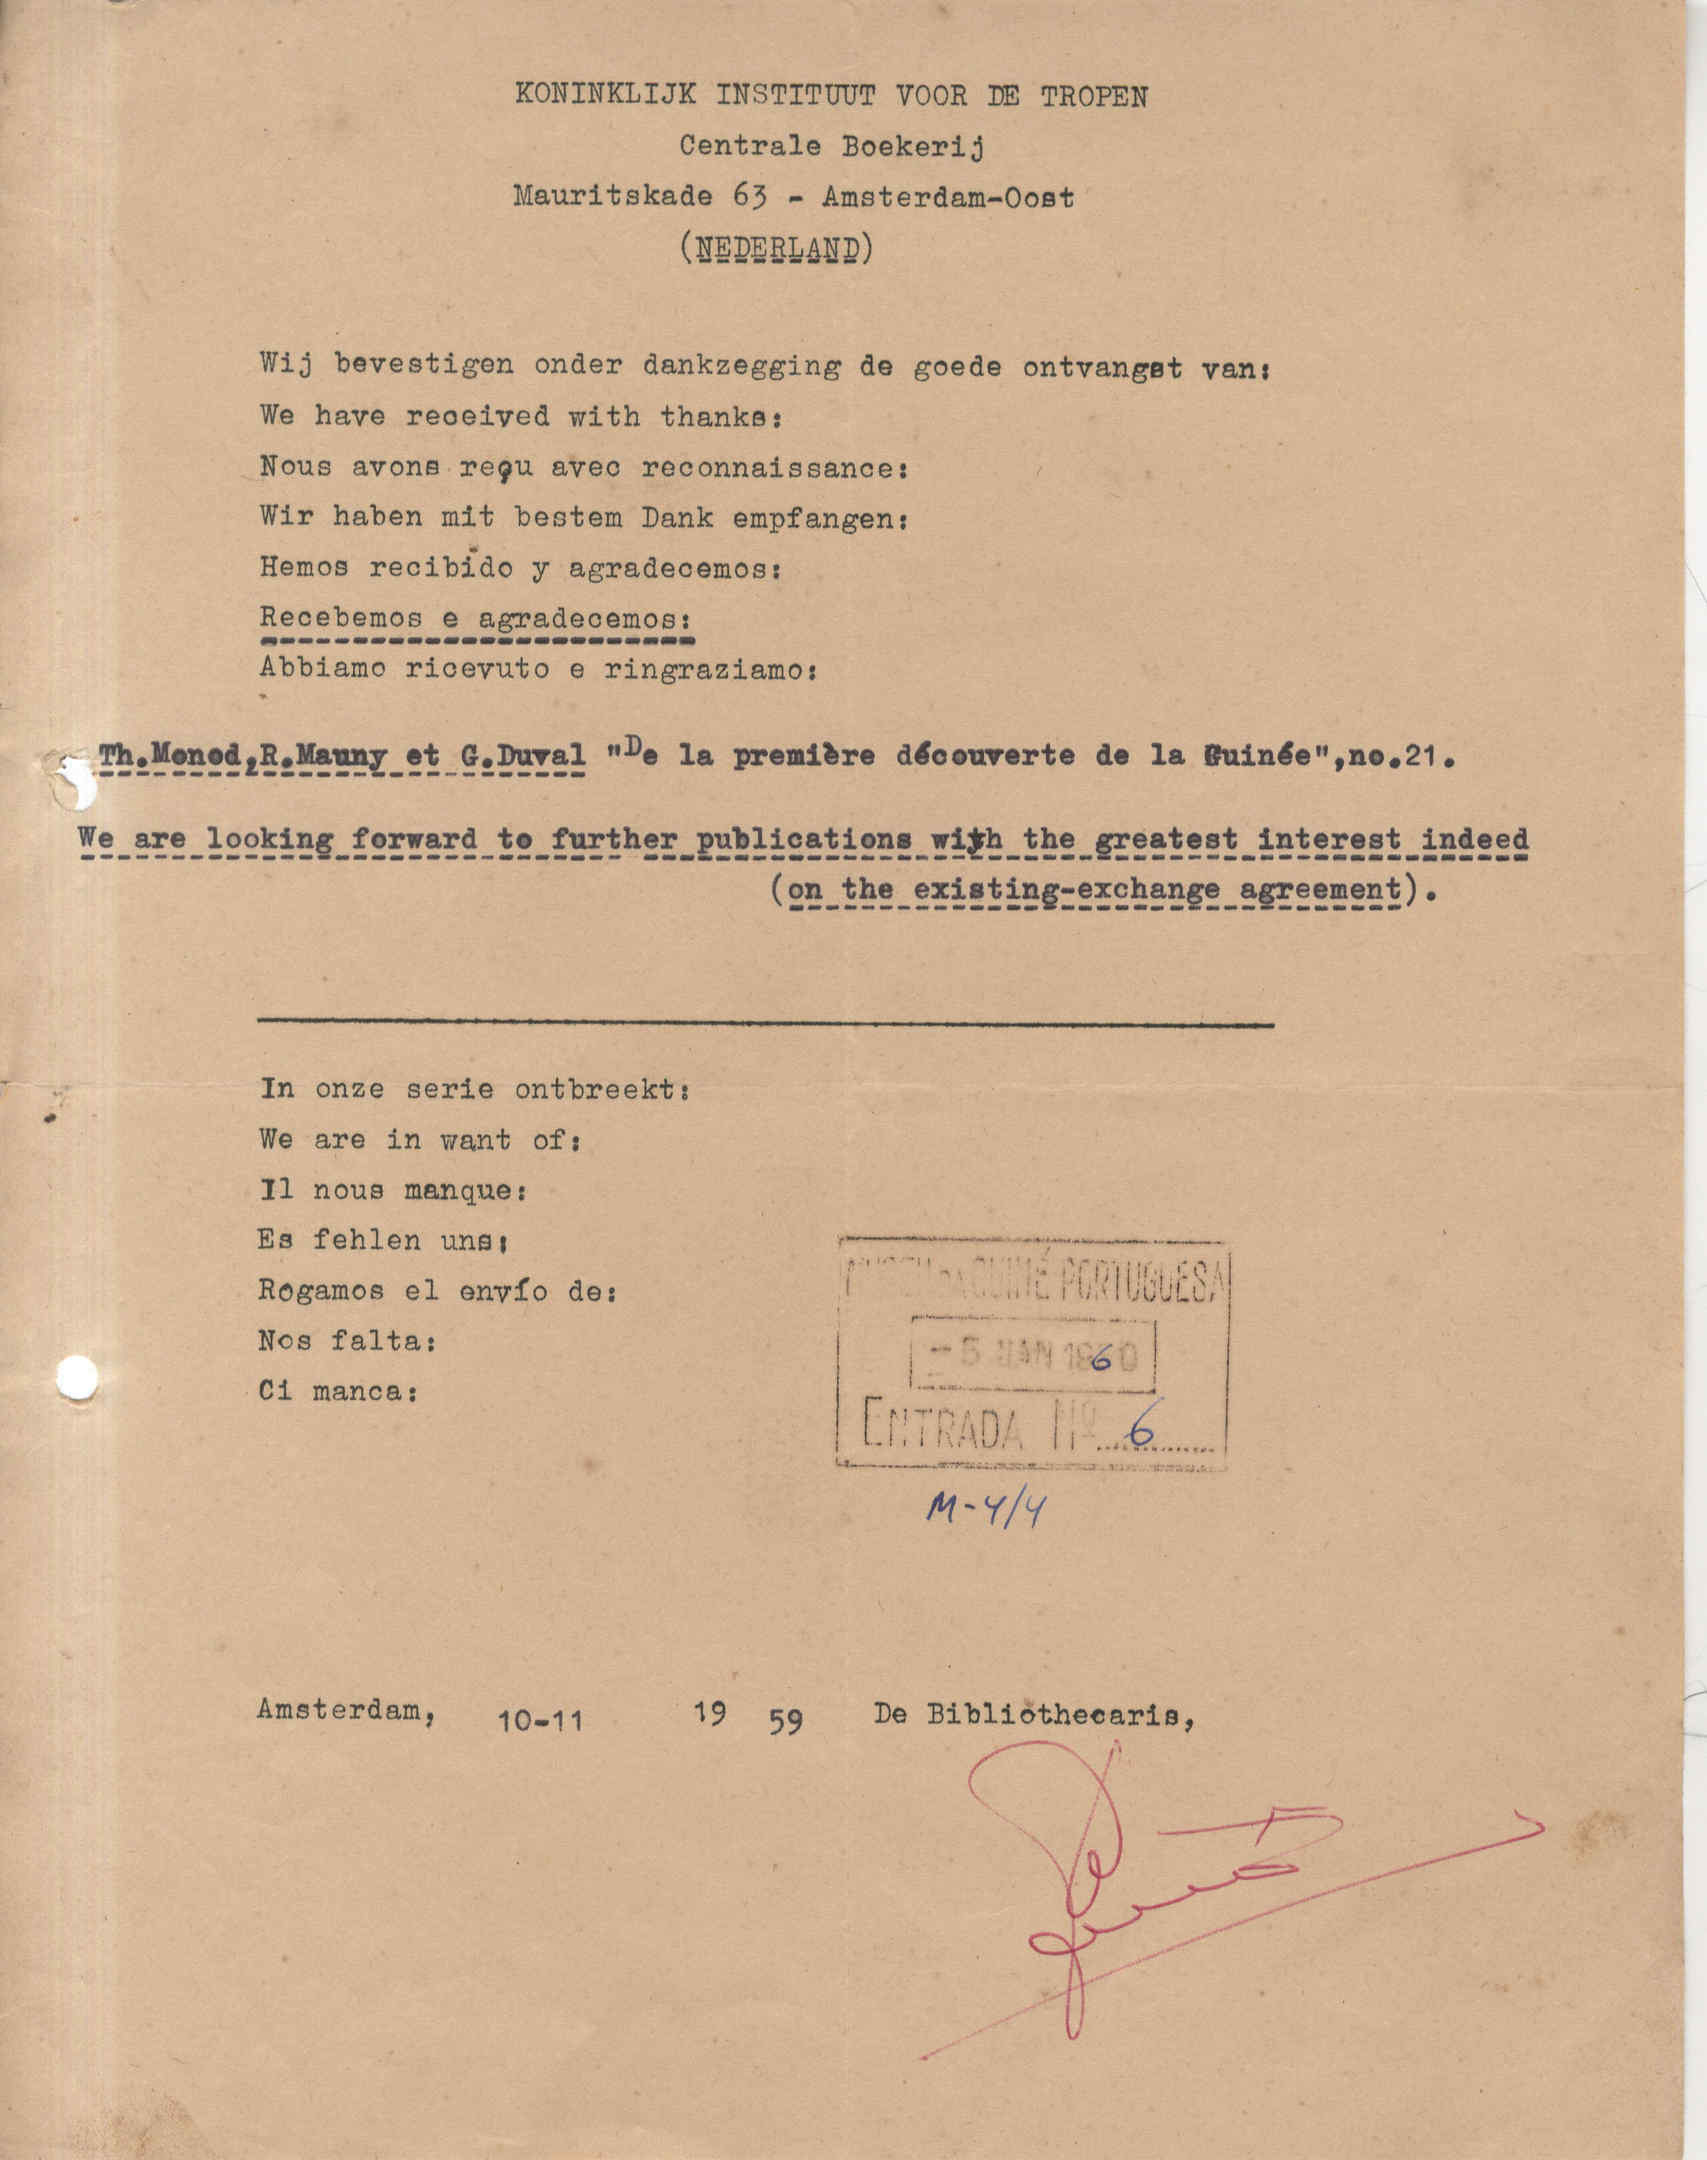 KONINKLIJK INSTITUUT VOOR DE TROPEN
Centrale Boekerij
Mauritskade 63 - Amsterdam-Oost
(NEDERLAND)
Wij bevestigen onder dankzegging de goede ontvangst van:
We have received with thanks:
Nous avons reçu avec reconnaissance:
Wir haben mit bestem Dank empfangen:
Hemos recibido y agradecemos:
Recebemos e agradecemos:
Abbiamo ricevuto e ringraziamo:
Th.Monod,R.Mauny et G.Duval "De la première découverte de la Guinée",no.21.
We are looking forward to further publications with the greatest interest indeed
(on the existing-exchange agreement).
In onze serie ontbreekt:
We are in want of:
Il nous manque:
Es fehlen uns:
Rogamos el envío de:
Nos falta:
Ci manca:
GUINÉ PORTUGUESA
-5 JAN 1960
ENTRADA Nº 6
M-4/4
Amsterdam, 10-11 19 59 De Bibliothecaris,